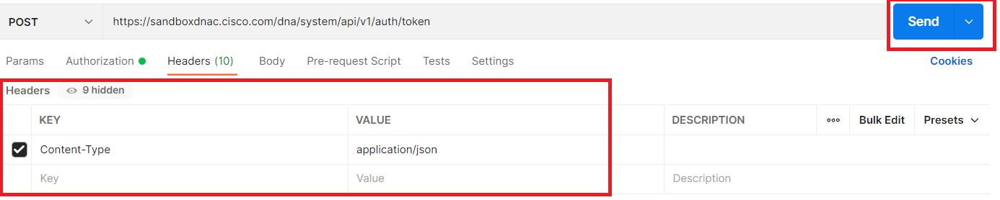 POST https://sandboxdnac.cisco.com/dna/system/api/v1/auth/token Send
Params Authorization Headers (10) Body Pre-request Script Tests Settings Cookies
Headers 9 hidden
KEY VALUE DESCRIPTION Bulk Edit Presets
Content-Type application/json
Key Value Description